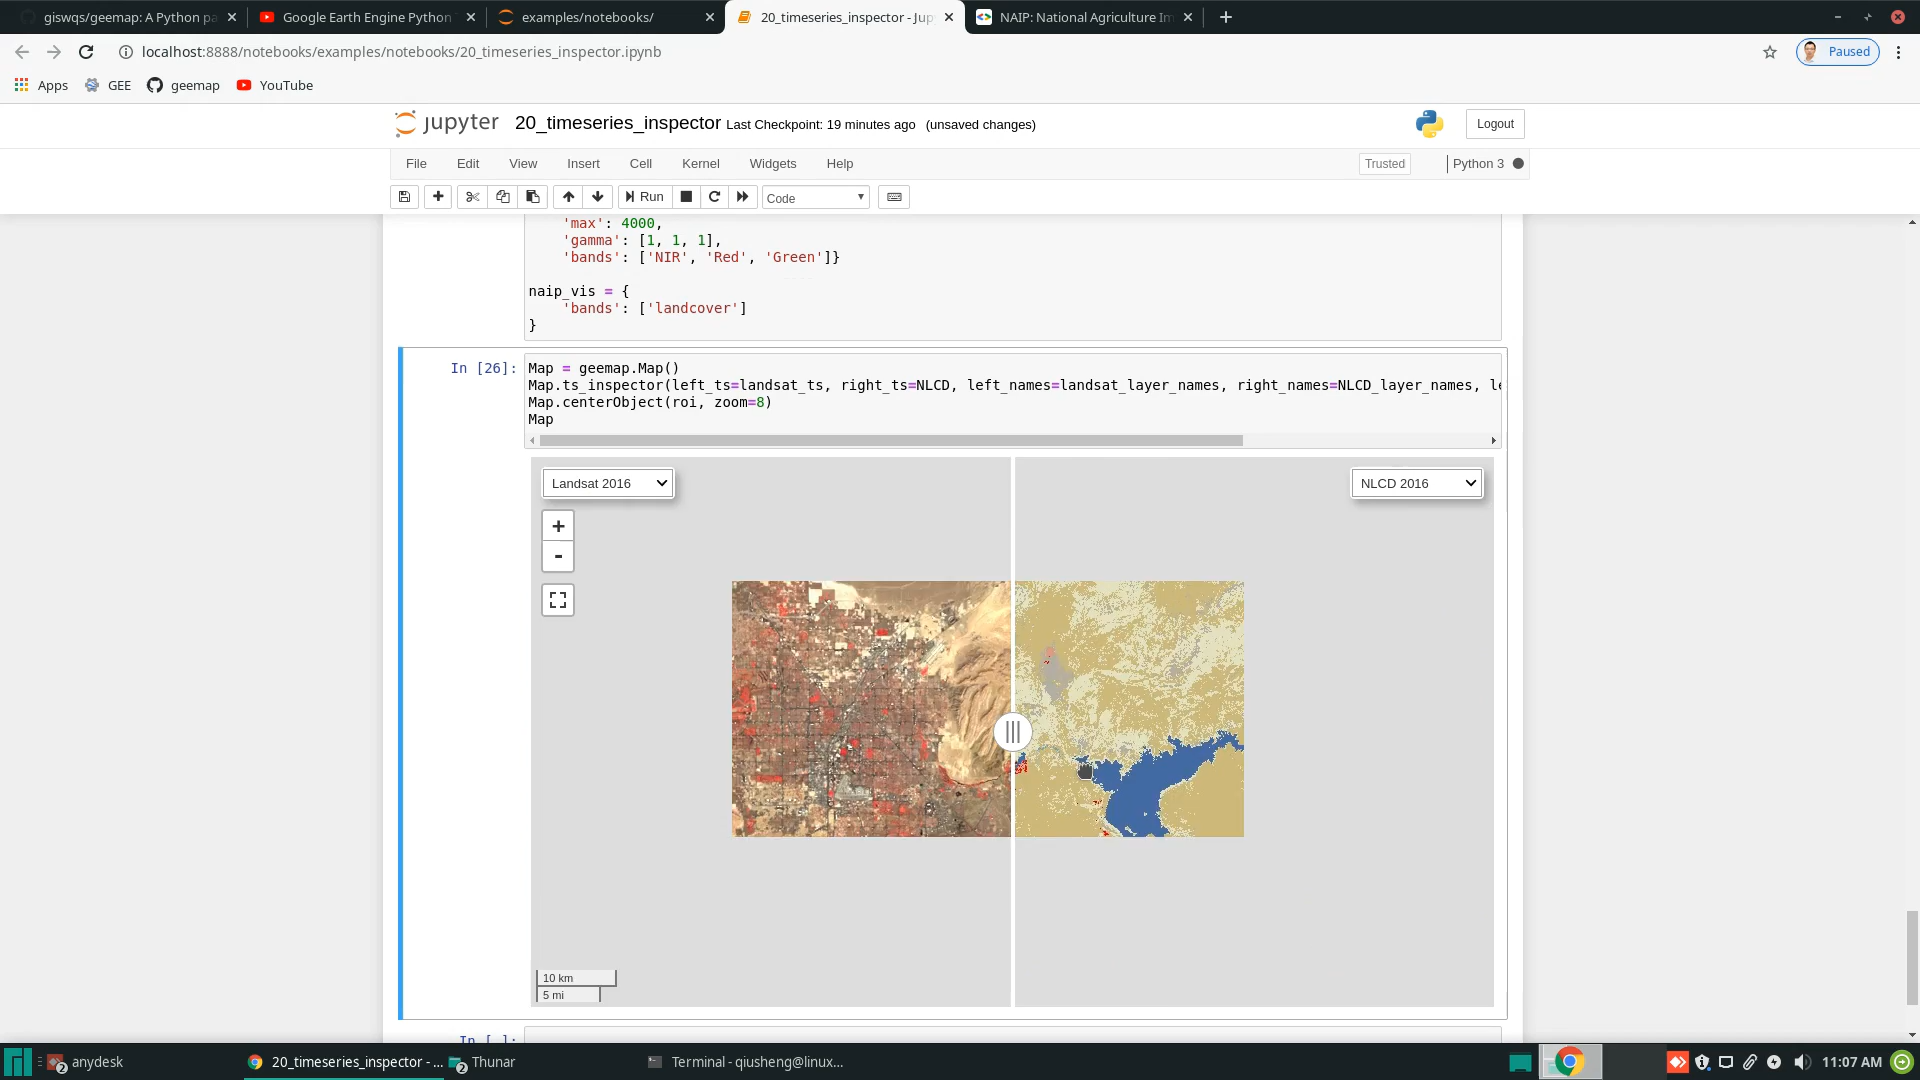 giswqs/geemap: A Python pa
Google Earth Engine Python
examples/notebooks/
20_timeseries_inspector - Jup
NAIP: National Agriculture Im
localhost:8888/notebooks/examples/notebooks/20_timeseries_inspector.ipynb
Paused
Apps
GEE
geemap
YouTube
jupyter
20_timeseries_inspector
Last Checkpoint: 19 minutes ago (unsaved changes)
Logout
File Edit View Insert Cell Kernel Widgets Help
Trusted
Python 3
Run
Code
'max': 4000,
'gamma': [1, 1, 1],
'bands': ['NIR', 'Red', 'Green']}
naip_vis = {
'bands': ['landcover']
}
In [26]:
Map = geemap.Map()
Map.ts_inspector(left_ts=landsat_ts, right_ts=NLCD, left_names=landsat_layer_names, right_names=NLCD_layer_names, le
Map.centerObject(roi, zoom=8)
Map
Landsat 2016
NLCD 2016
+
-
10 km
5 mi
In [ ]:
2
anydesk
20_timeseries_inspector - ...
2
Thunar
Terminal - qiusheng@linux...
11:07 AM